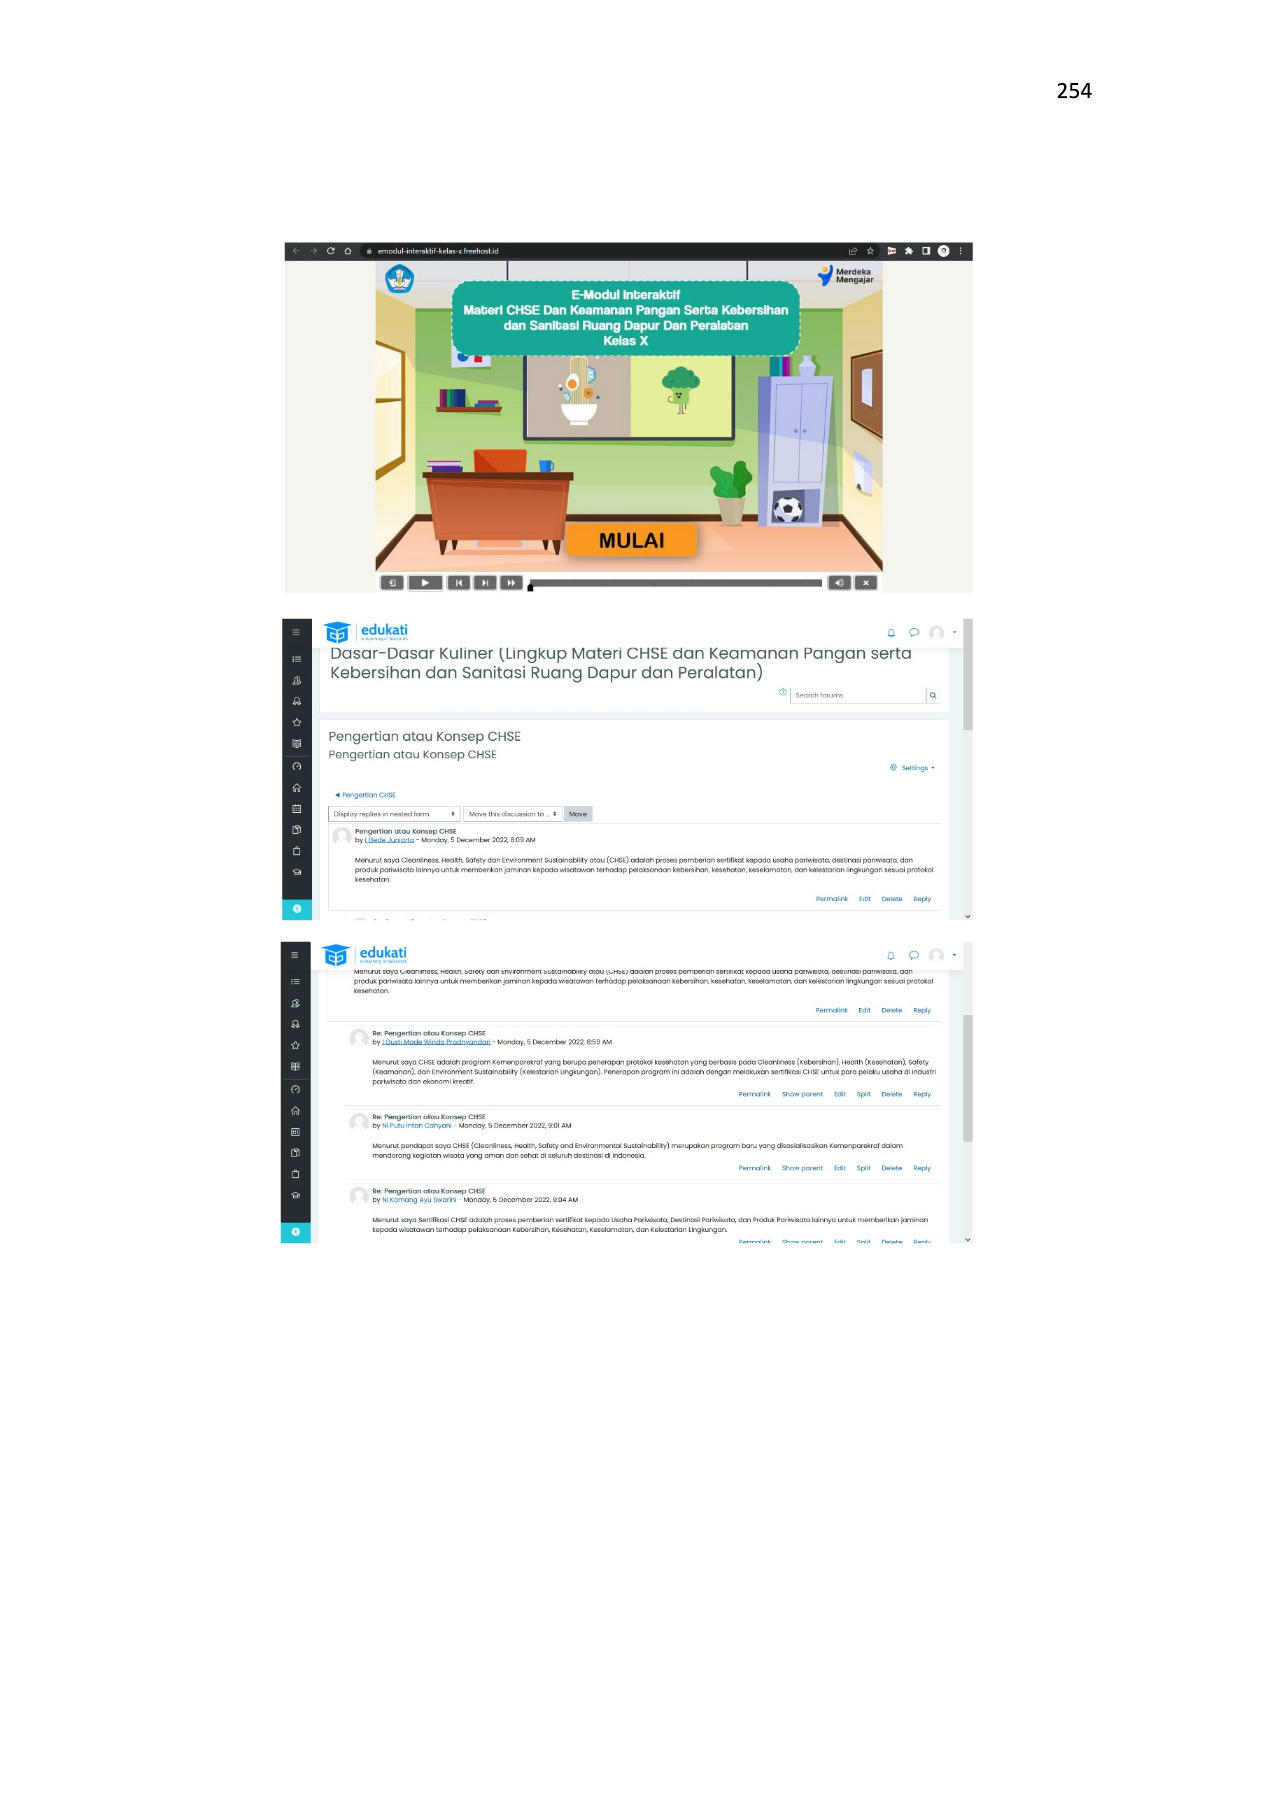 254
emodul-interaktif-kelas-x.freehost.id
Merdeka
Mengajar
E-Modul Interaktif
Materi CHSE Dan Keamanan Pangan Serta Kebersihan
dan Sanitasi Ruang Dapur Dan Peralatan
Kelas X
MULAI
edukati
e-learning in Seconds
Dasar-Dasar Kuliner (Lingkup Materi CHSE dan Keamanan Pangan serta
Kebersihan dan Sanitasi Ruang Dapur dan Peralatan)
Search forums
Pengertian atau Konsep CHSE
Pengertian atau Konsep CHSE
Settings
◄ Pengertian CHSE
Display replies in nested form Move this discussion to ... Move
Pengertian atau Konsep CHSE
by I Gede Juniarta - Monday, 5 December 2022, 8:09 AM
Menurut saya Cleanliness, Health, Safety dan Environment Sustainability atau (CHSE) adalah proses pemberian sertifikat kepada usaha pariwisata, destinasi pariwisata, dan
produk pariwisata lainnya untuk memberikan jaminan kepada wisatawan terhadap pelaksanaan kebersihan, kesehatan, keselamatan, dan kelestarian lingkungan sesuai protokol
kesehatan.
Permalink Edit Delete Reply
edukati
e-learning in Seconds
Menurut saya Cleanliness, Health, Safety dan Environment Sustainability atau (CHSE) adalah proses pemberian sertifikat kepada usaha pariwisata, destinasi pariwisata, dan
produk pariwisata lainnya untuk memberikan jaminan kepada wisatawan terhadap pelaksanaan kebersihan, kesehatan, keselamatan, dan kelestarian lingkungan sesuai protokol
kesehatan.
Permalink Edit Delete Reply
Re: Pengertian atau Konsep CHSE
by I Gusti Made Winda Pradnyandari - Monday, 5 December 2022, 8:59 AM
Menurut saya CHSE adalah program Kemenparekraf yang berupa penerapan protokol kesehatan yang berbasis pada Cleanliness (Kebersihan), Health (Kesehatan), Safety
(Keamanan), dan Environment Sustainability (Kelestarian Lingkungan). Penerapan program ini adalah dengan melakukan sertifikasi CHSE untuk para pelaku usaha di industri
pariwisata dan ekonomi kreatif.
Permalink Show parent Edit Split Delete Reply
Re: Pengertian atau Konsep CHSE
by Ni Putu Intan Cahyani - Monday, 5 December 2022, 9:01 AM
Menurut pendapat saya CHSE (Cleanliness, Health, Safety and Environmental Sustainability) merupakan program baru yang disosialisasikan Kemenparekraf dalam
mendorong kegiatan wisata yang aman dan sehat di seluruh destinasi di Indonesia.
Permalink Show parent Edit Split Delete Reply
Re: Pengertian atau Konsep CHSE
by Ni Komang Ayu Swarini - Monday, 5 December 2022, 9:04 AM
Menurut saya Sertifikasi CHSE adalah proses pemberian sertifikat kepada Usaha Pariwisata, Destinasi Pariwisata, dan Produk Pariwisata lainnya untuk memberikan jaminan
kepada wisatawan terhadap pelaksanaan Kebersihan, Kesehatan, Keselamatan, dan Kelestarian Lingkungan.
Permalink Show parent Edit Split Delete Reply